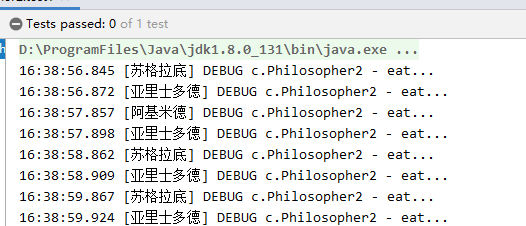 Tests passed: 0 of 1 test
D:\ProgramFiles\Java\jdk1.8.0_131\bin\java.exe ...
16:38:56.845 [苏格拉底] DEBUG c.Philosopher2 - eat...
16:38:56.872 [亚里士多德] DEBUG c.Philosopher2 - eat...
16:38:57.857 [阿基米德] DEBUG c.Philosopher2 - eat...
16:38:57.898 [亚里士多德] DEBUG c.Philosopher2 - eat...
16:38:58.862 [苏格拉底] DEBUG c.Philosopher2 - eat...
16:38:58.909 [亚里士多德] DEBUG c.Philosopher2 - eat...
16:38:59.867 [苏格拉底] DEBUG c.Philosopher2 - eat...
16:38:59.924 [亚里士多德] DEBUG c.Philosopher2 - eat...